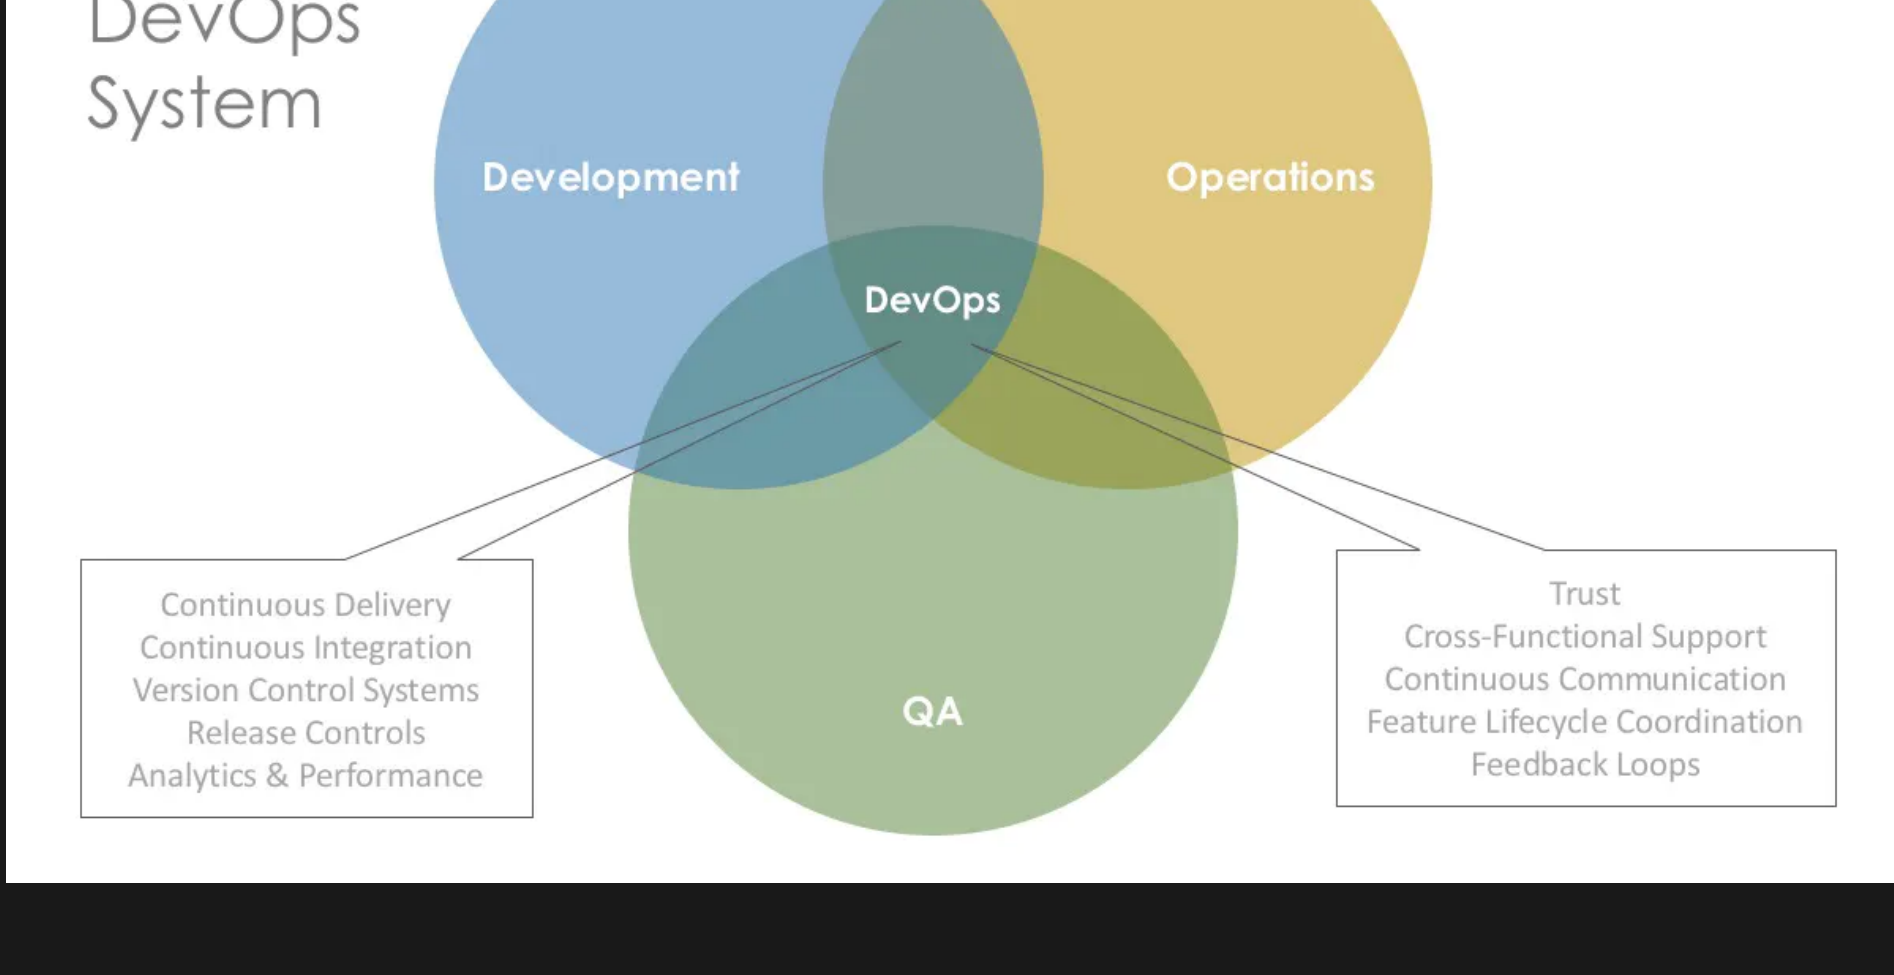 DevOps
System
Development
Operations
DevOps
QA
Continuous Delivery
Continuous Integration
Version Control Systems
Release Controls
Analytics & Performance
Trust
Cross-Functional Support
Continuous Communication
Feature Lifecycle Coordination
Feedback Loops